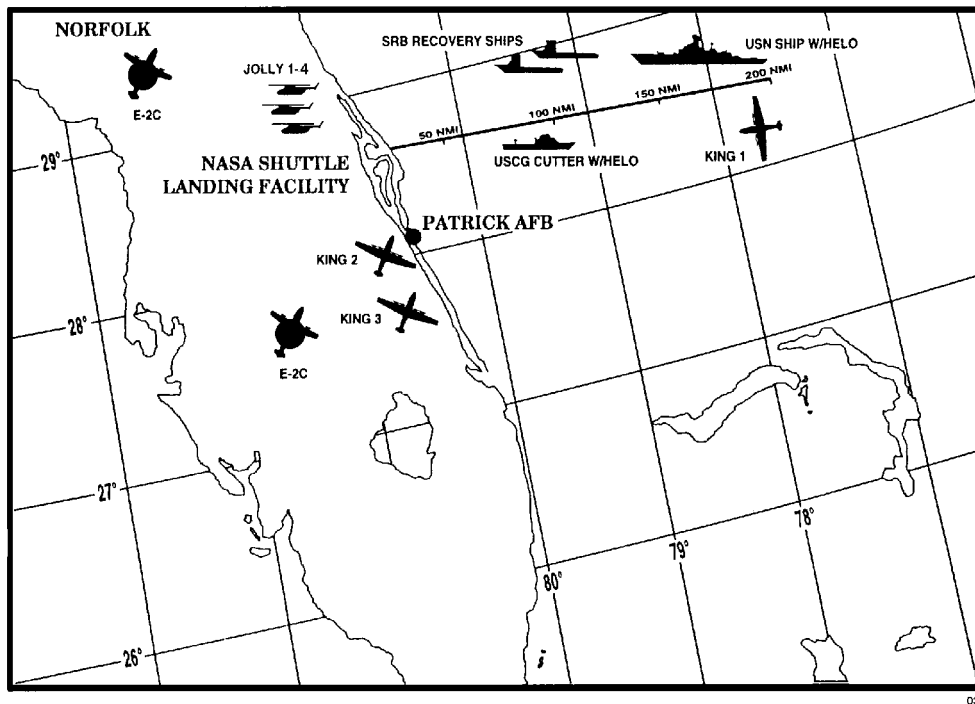 NORFOLK
E-2C
JOLLY 1-4
SRB RECOVERY SHIPS
USN SHIP W/HELO
50 NMI
100 NMI
150 NMI
200 NMI
USCG CUTTER W/HELO
KING 1
NASA SHUTTLE
LANDING FACILITY
PATRICK AFB
KING 2
KING 3
E-2C
29°
28°
27°
26°
80°
79°
78°